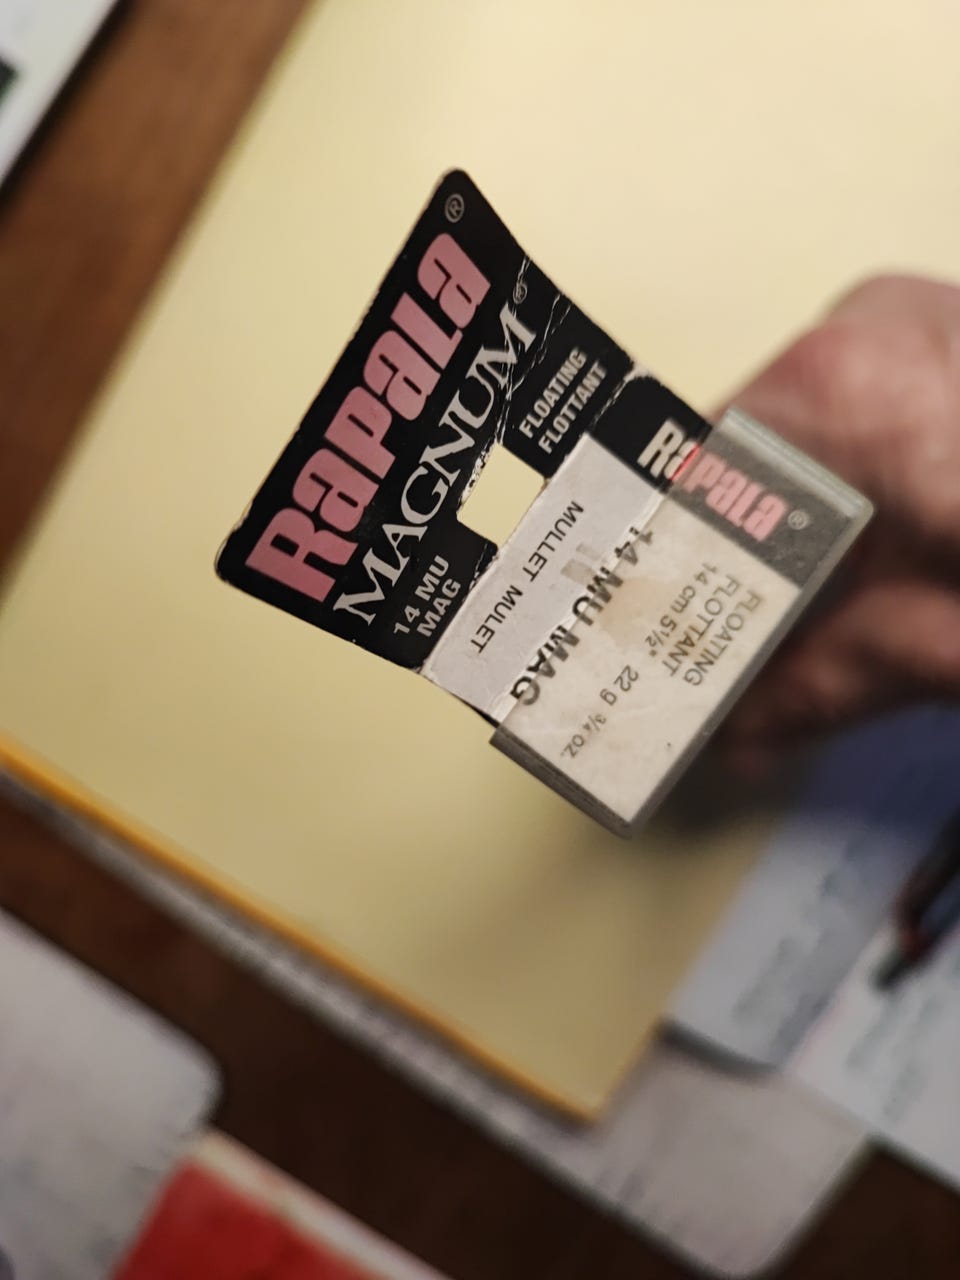 Rapala®
MAGNUM®
14 MU
MAG
FLOATING
FLOTTANT
Rapala®
MULLET MULET
14 MU MAG
FLOATING
FLOTTANT
14 cm 5½" 22 g ¾ oz.